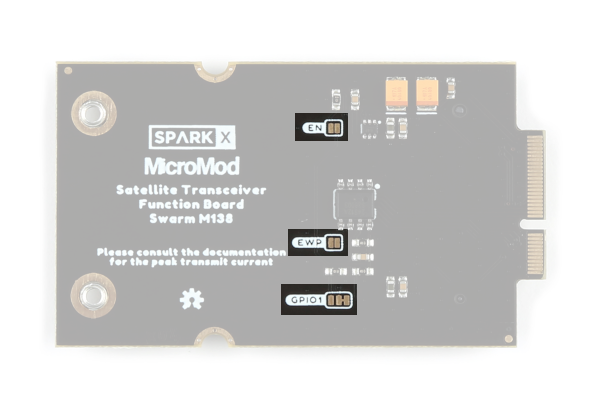 EN
SPARK X
MicroMod
Satellite Transceiver
Function Board
Swarm M138
EWP
Please consult the documentation
for the peak transmit current
GPIO1